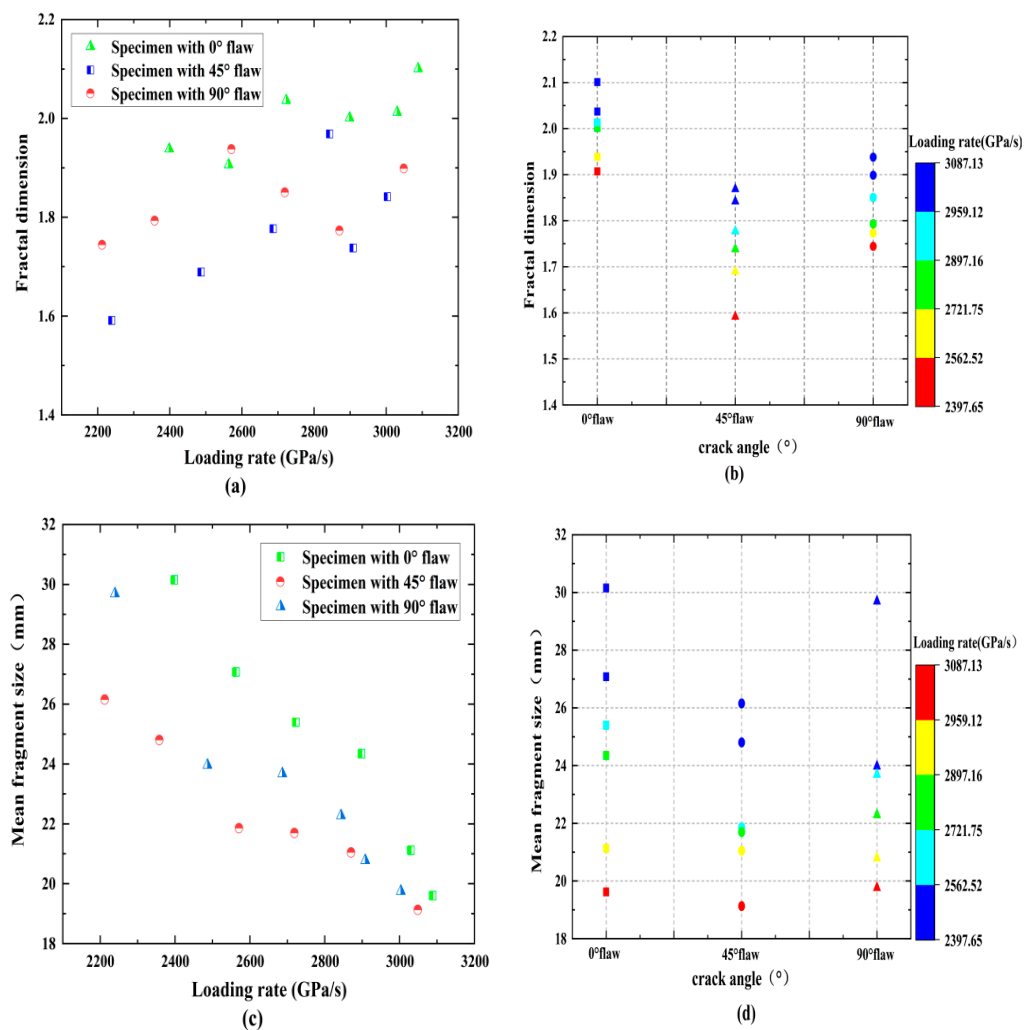 2.2
2.0
1.8
1.6
1.4
Fractal dimension
Specimen with 0° flaw
Specimen with 45° flaw
Specimen with 90° flaw
2200 2400 2600 2800 3000 3200
Loading rate (GPa/s)
(a)
2.2
2.1
2.0
1.9
1.8
1.7
1.6
1.5
1.4
Fractal dimension
0°flaw 45°flaw 90°flaw
crack angle（°）
(b)
Loading rate(GPa/s)
3087.13
2959.12
2897.16
2721.75
2562.52
2397.65
32
30
28
26
24
22
20
18
Mean fragment size（mm）
Specimen with 0° flaw
Specimen with 45° flaw
Specimen with 90° flaw
2200 2400 2600 2800 3000 3200
Loading rate (GPa/s)
(c)
32
30
28
26
24
22
20
18
Mean fragment size（mm）
0°flaw 45°flaw 90°flaw
crack angle（°）
(d)
Loading rate(GPa/s）
3087.13
2959.12
2897.16
2721.75
2562.52
2397.65